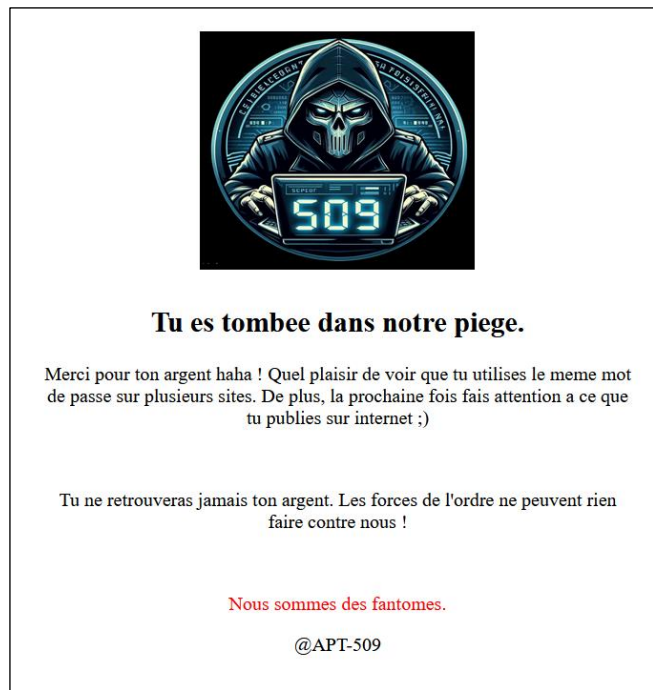 509
Tu es tombee dans notre piege.
Merci pour ton argent haha ! Quel plaisir de voir que tu utilises le meme mot
de passe sur plusieurs sites. De plus, la prochaine fois fais attention a ce que
tu publies sur internet ;)
Tu ne retrouveras jamais ton argent. Les forces de l'ordre ne peuvent rien
faire contre nous !
Nous sommes des fantomes.
@APT-509